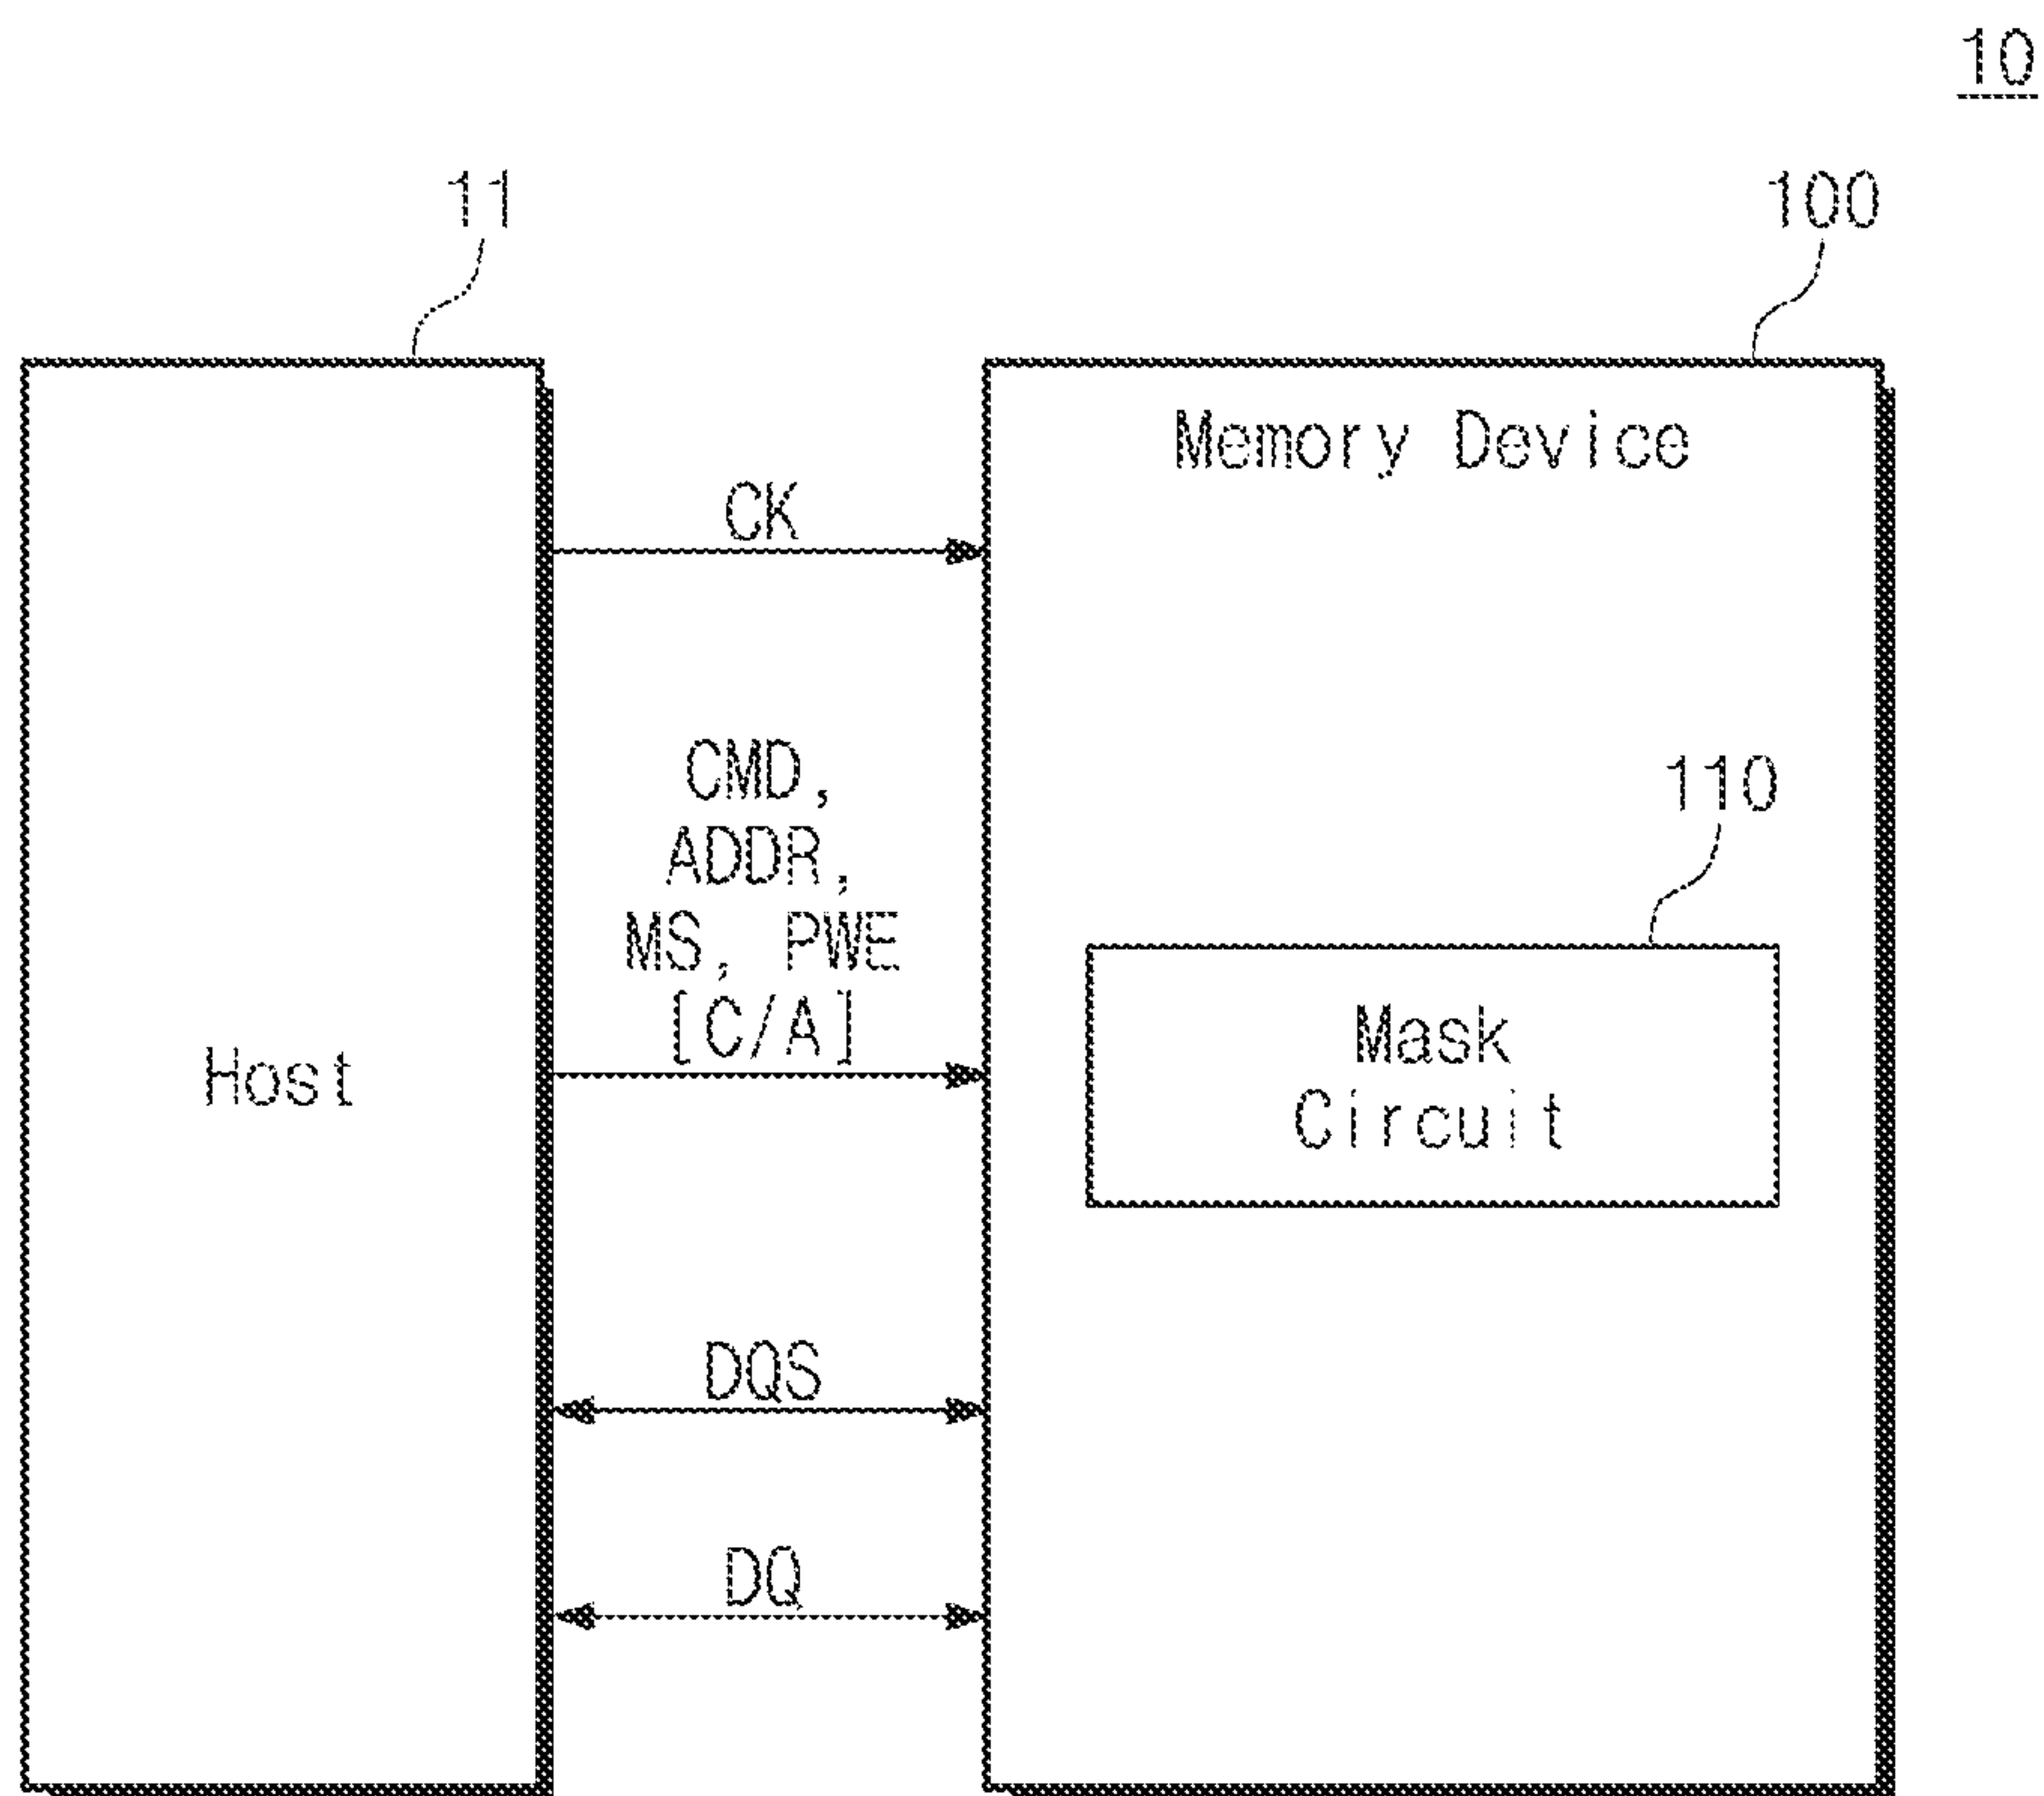 10
11
100
Memory Device
CK
CMD,
ADDR,
MS, PWE
[C/A]
110
Host
Mask
Circuit
DQS
DQ